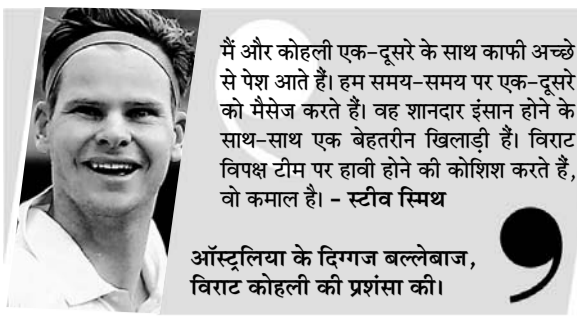 मैं और कोहली एक-दूसरे के साथ काफी अच्छे
से पेश आते हैं। हम समय-समय पर एक-दूसरे
को मैसेज करते हैं। वह शानदार इंसान होने के
साथ-साथ एक बेहतरीन खिलाड़ी हैं। विराट
विपक्ष टीम पर हावी होने की कोशिश करते हैं,
वो कमाल है। - स्टीव स्मिथ
ऑस्ट्रलिया के दिग्गज बल्लेबाज,
विराट कोहली की प्रशंसा की।